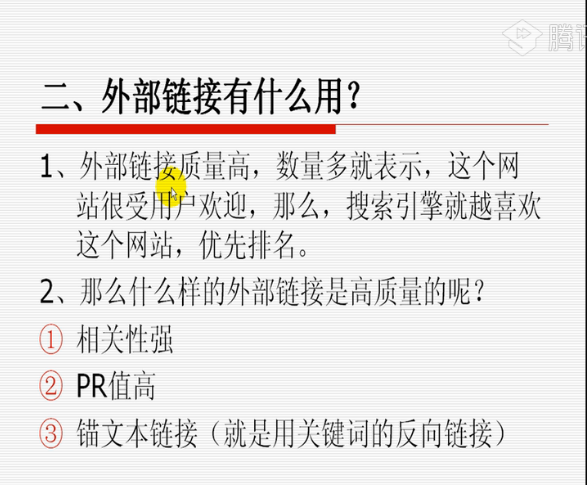 腾讯
二、外部链接有什么用？
1、外部链接质量高，数量多就表示，这个网
站很受用户欢迎，那么，搜索引擎就越喜欢
这个网站，优先排名。
2、那么什么样的外部链接是高质量的呢？
① 相关性强
② PR值高
③ 锚文本链接（就是用关键词的反向链接）